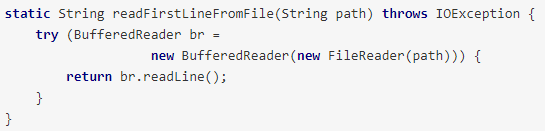 static String readFirstLineFromFile(String path) throws IOException {
    try (BufferedReader br =
                   new BufferedReader(new FileReader(path))) {
        return br.readLine();
    }
}